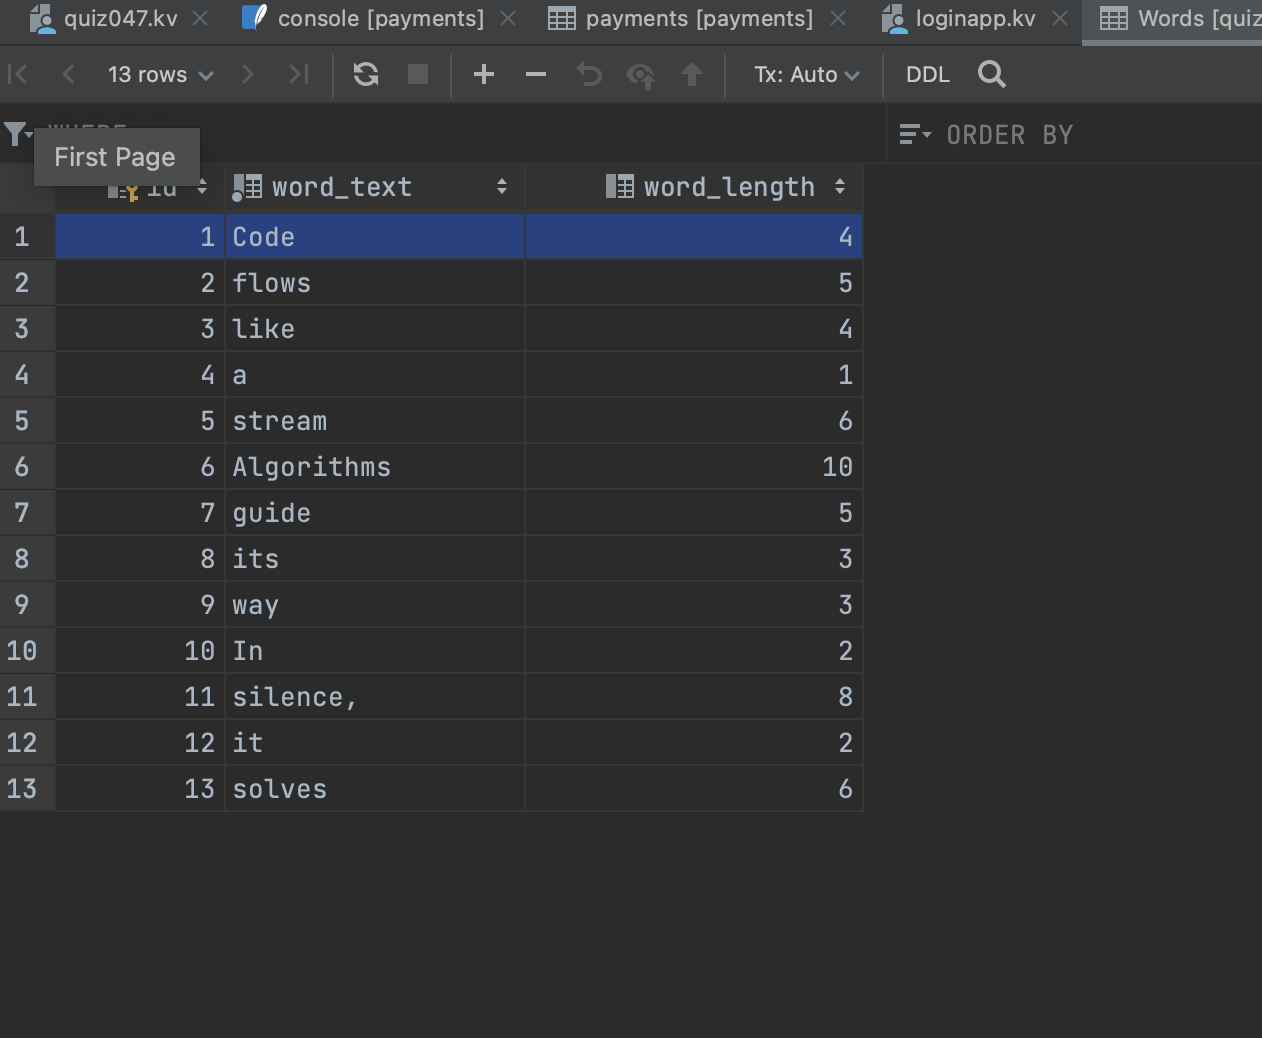 quiz047.kv console [payments] payments [payments] loginapp.kv Words [quiz
13 rows Tx: Auto DDL
WHERE ORDER BY
First Page
id word_text word_length
1 1 Code 4
2 2 flows 5
3 3 like 4
4 4 a 1
5 5 stream 6
6 6 Algorithms 10
7 7 guide 5
8 8 its 3
9 9 way 3
10 10 In 2
11 11 silence, 8
12 12 it 2
13 13 solves 6